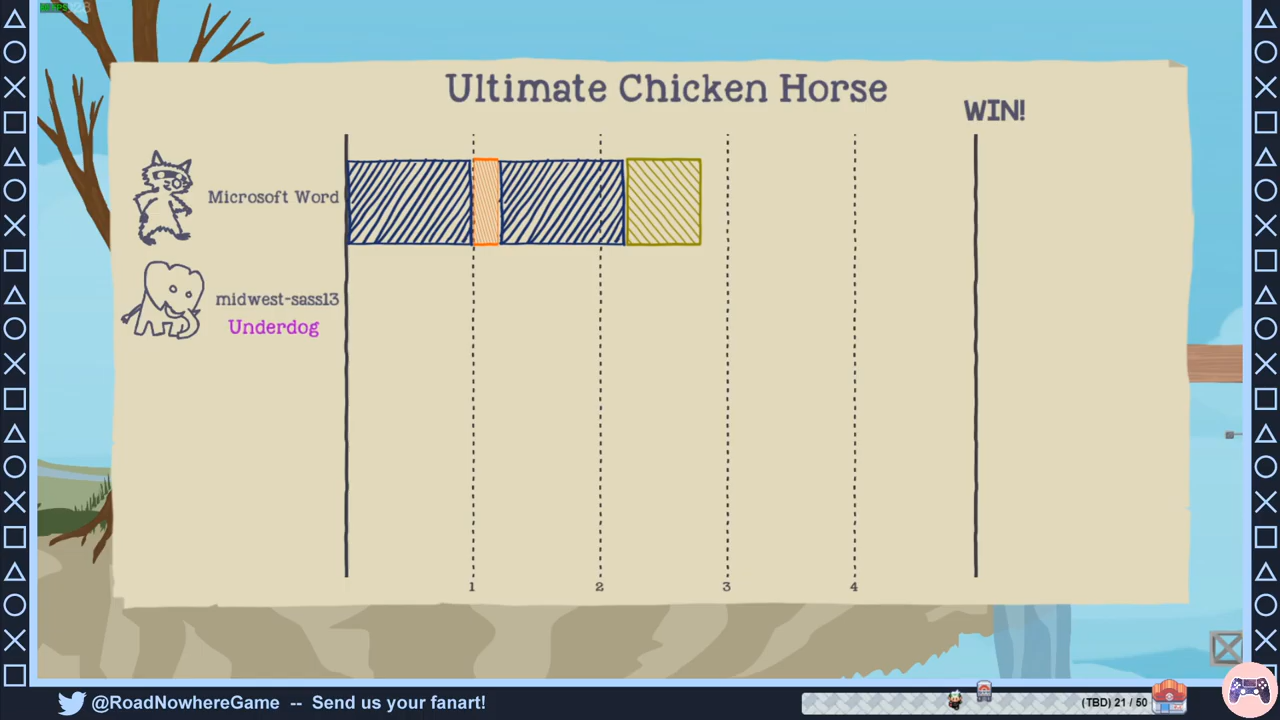 Ultimate Chicken Horse
WIN!
Microsoft Word
midwest-sass13
Underdog
1 2 3 4
@RoadNowhereGame -- Send us your fanart!
(TBD) 21 / 50